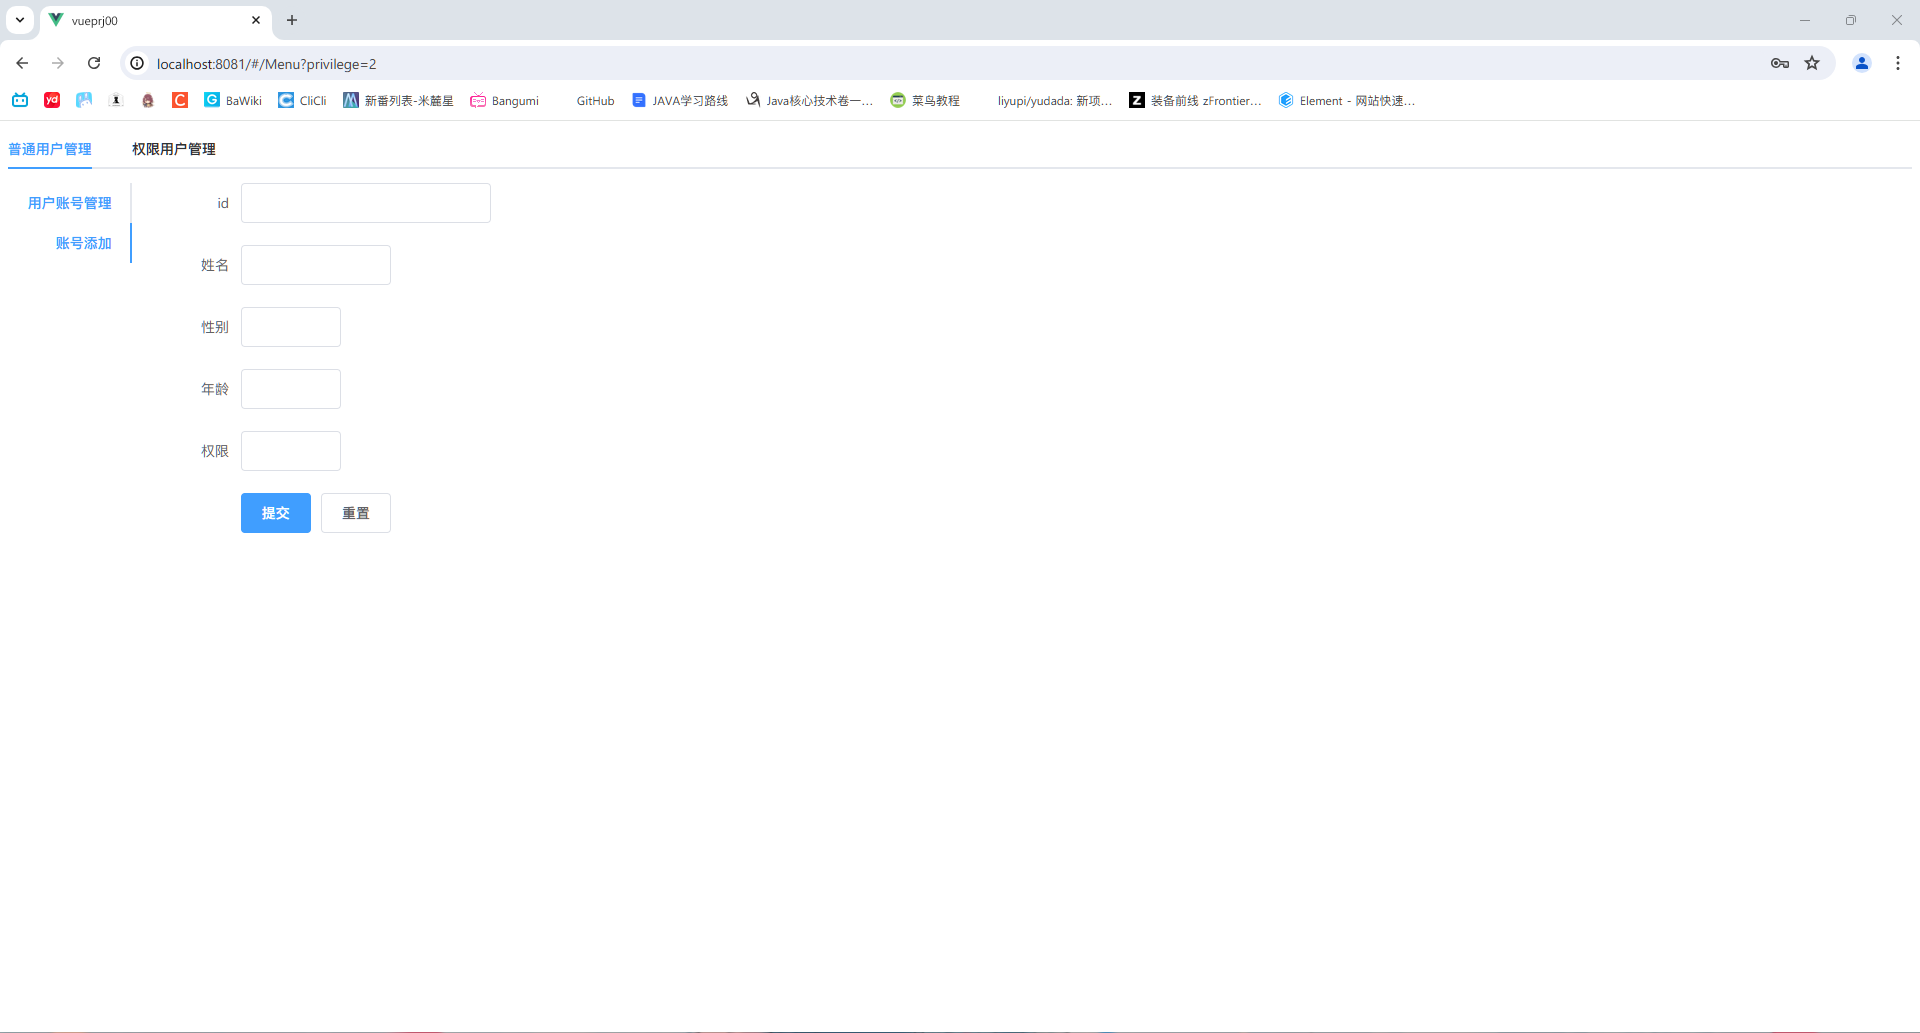 vueprj00
localhost:8081/#/Menu?privilege=2
yd C BaWiki CliCli 新番列表-米麓星 Bangumi GitHub JAVA学习路线 Java核心技术卷一... 菜鸟教程 liyupi/yudada: 新项... Z 装备前线 zFrontier... Element - 网站快速...
普通用户管理 权限用户管理
用户账号管理
账号添加
id
姓名
性别
年龄
权限
提交 重置